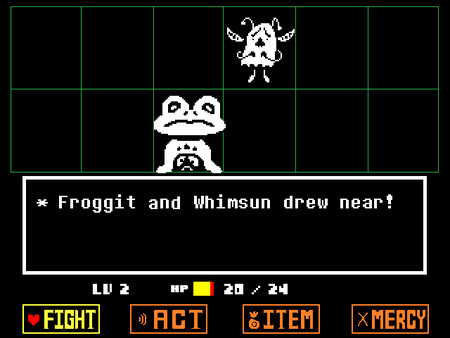 * Froggit and Whimsun drew near!
LV 2 HP 20 / 24
FIGHT ACT ITEM MERCY